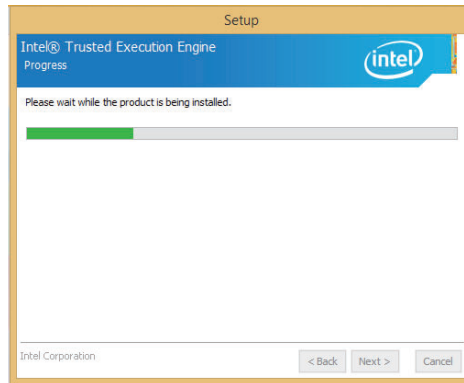 Setup
Intel® Trusted Execution Engine
Progress
intel
Please wait while the product is being installed.
Intel Corporation
< Back
Next >
Cancel